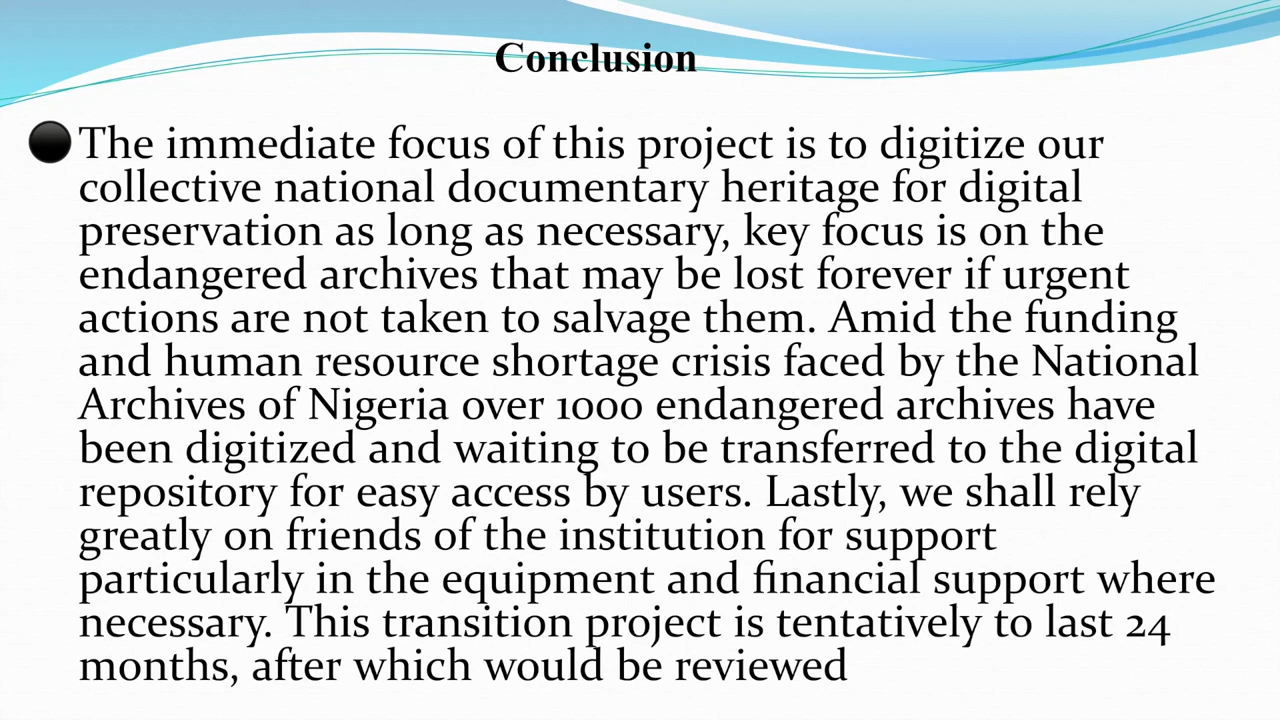 Conclusion
The immediate focus of this project is to digitize our
collective national documentary heritage for digital
preservation as long as necessary, key focus is on the
endangered archives that may be lost forever if urgent
actions are not taken to salvage them. Amid the funding
and human resource shortage crisis faced by the National
Archives of Nigeria over 1000 endangered archives have
been digitized and waiting to be transferred to the digital
repository for easy access by users. Lastly, we shall rely
greatly on friends of the institution for support
particularly in the equipment and financial support where
necessary. This transition project is tentatively to last 24
months, after which would be reviewed